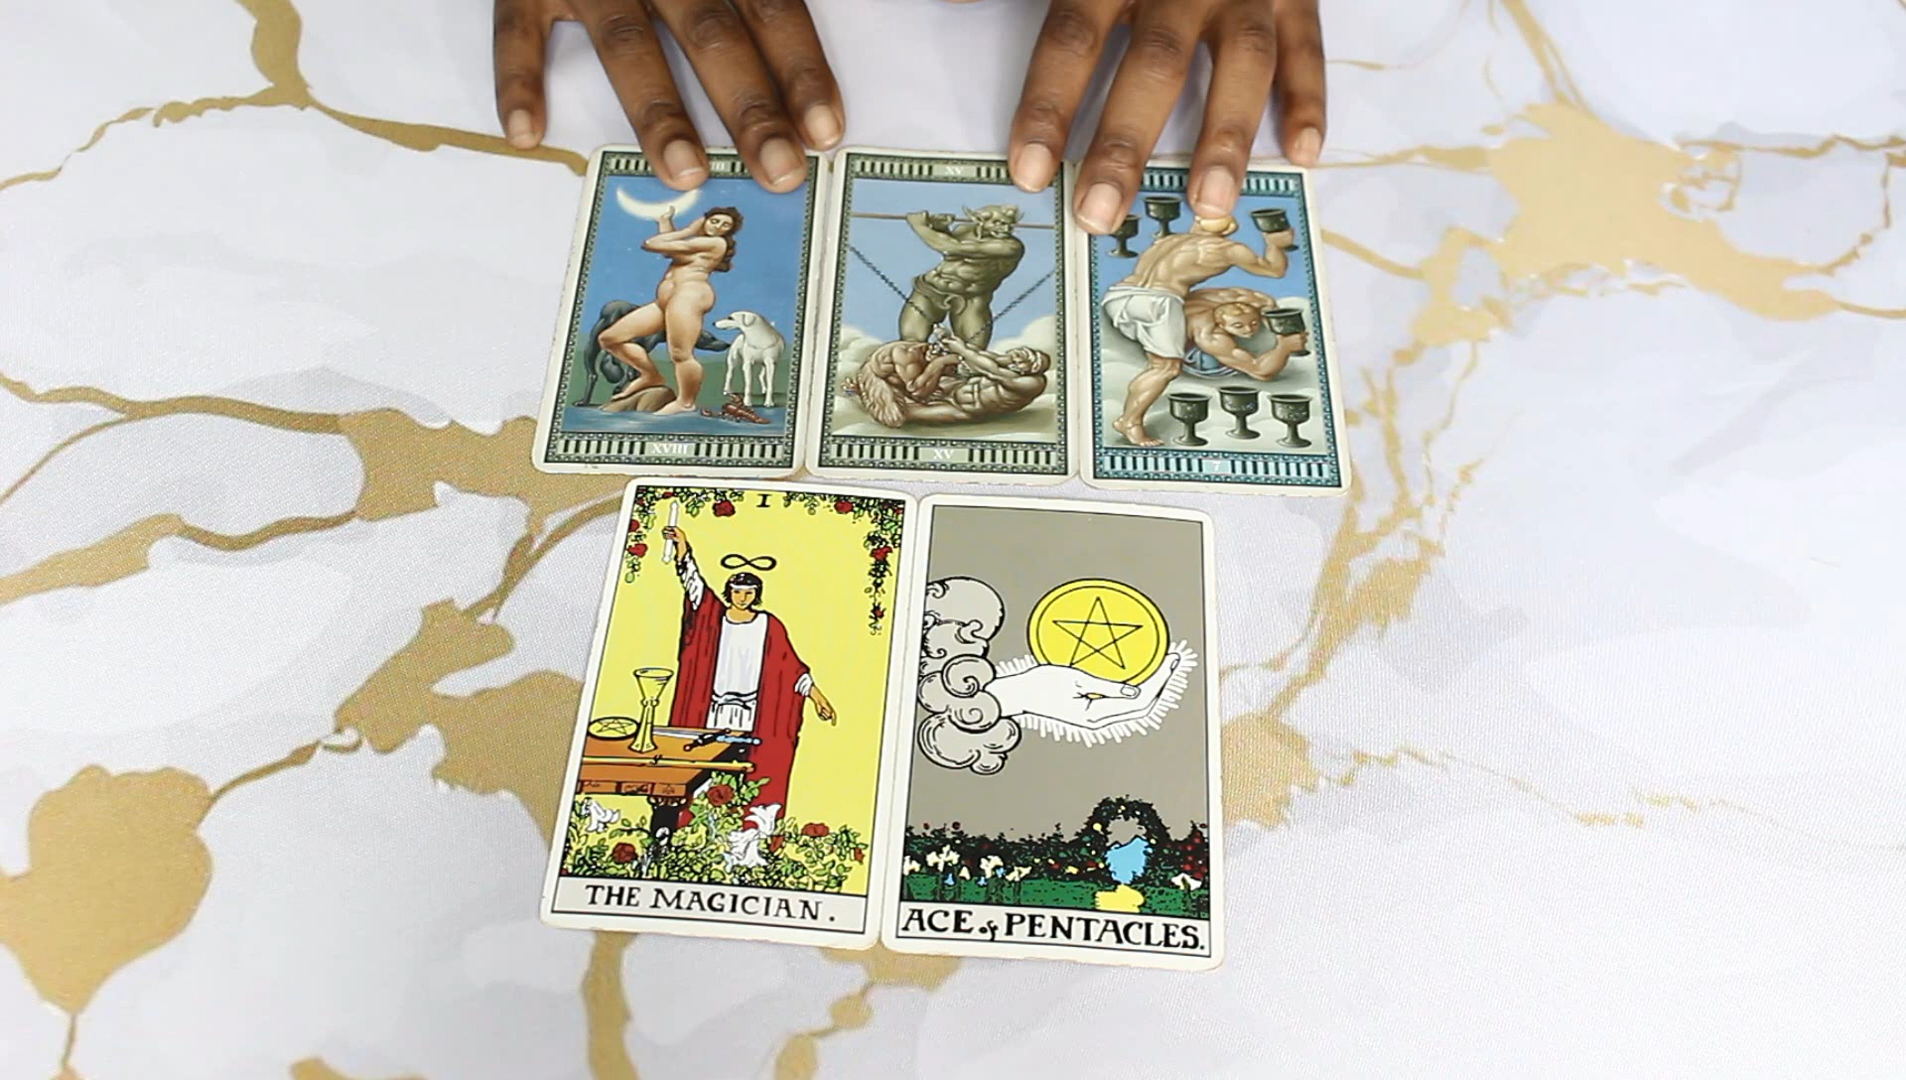 XV
XVIII
XV
7
I
THE MAGICIAN.
ACE of PENTACLES.